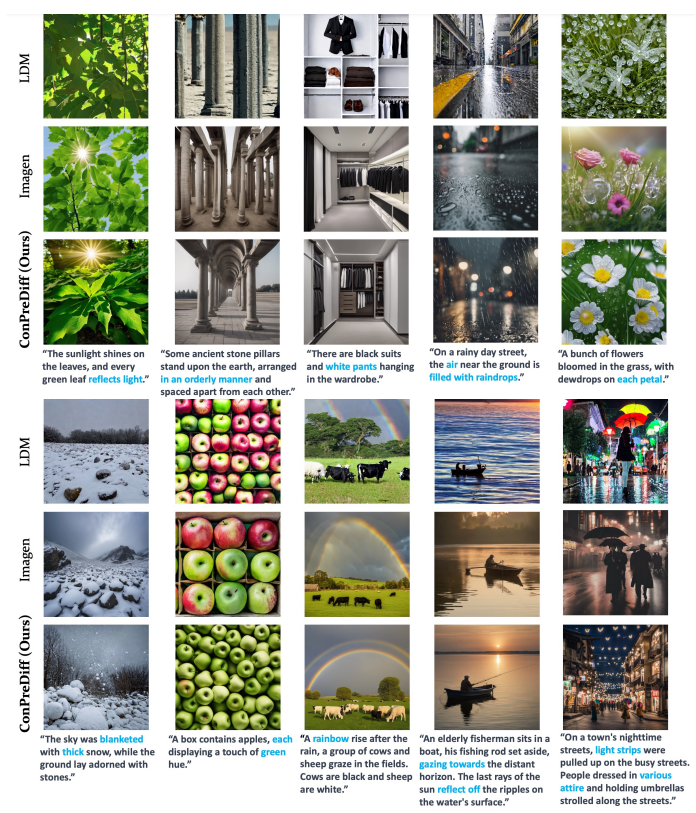 LDM
Imagen
ConPreDiff (Ours)
“The sunlight shines on
the leaves, and every
green leaf reflects light.”
“Some ancient stone pillars
stand upon the earth, arranged
in an orderly manner and
spaced apart from each other.”
“There are black suits
and white pants hanging
in the wardrobe.”
“On a rainy day street,
the air near the ground is
filled with raindrops.”
“A bunch of flowers
bloomed in the grass, with
dewdrops on each petal.”
LDM
Imagen
ConPreDiff (Ours)
“The sky was blanketed
with thick snow, while the
ground lay adorned with
stones.”
“A box contains apples, each
displaying a touch of green
hue.”
“A rainbow rise after the
rain, a group of cows and
sheep graze in the fields.
Cows are black and sheep
are white.”
“An elderly fisherman sits in a
boat, his fishing rod set aside,
gazing towards the distant
horizon. The last rays of the
sun reflect off the ripples on
the water's surface.”
“On a town's nighttime
streets, light strips were
pulled up on the busy streets.
People dressed in various
attire and holding umbrellas
strolled along the streets.”